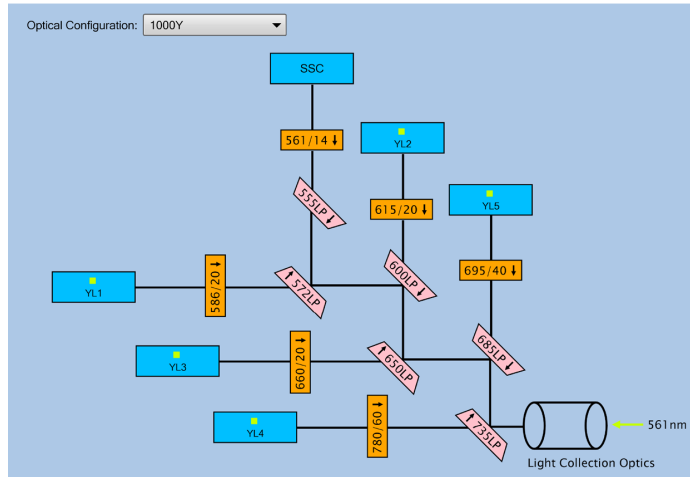 Optical Configuration: 1000Y
SSC
561/14 ↓
YL2
555LP ↓
615/20 ↓
YL5
600LP ↓
695/40 ↓
YL1
586/20 ↑
↑ 572LP
685LP ↓
YL3
660/20 ↑
↑ 650LP
YL4
780/60 ↑
↑ 735LP
561nm
Light Collection Optics